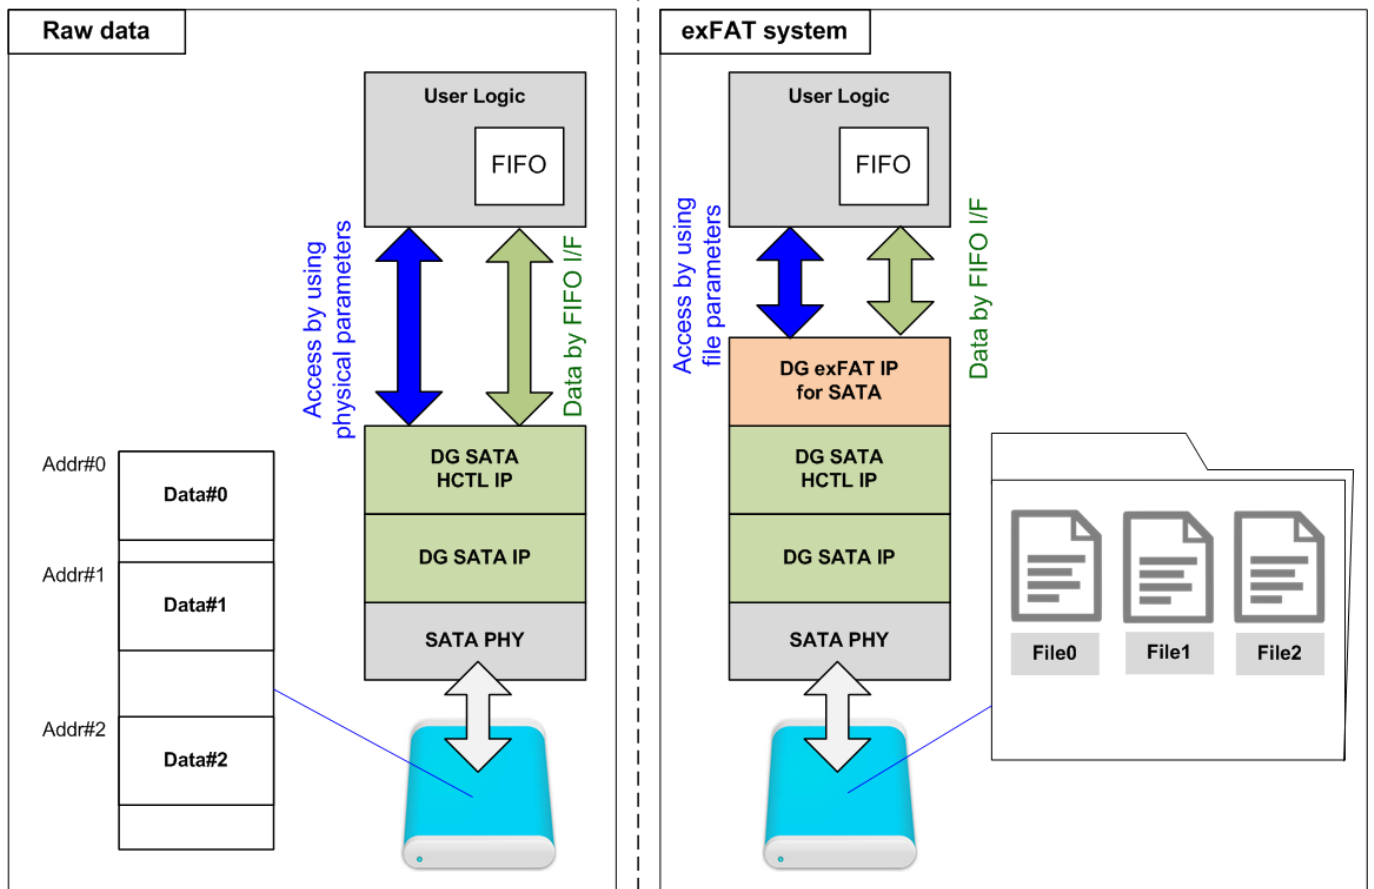 Raw data
User Logic
FIFO
Access by using
physical parameters
Data by FIFO I/F
DG SATA
HCTL IP
DG SATA IP
SATA PHY
Addr#0
Data#0
Addr#1
Data#1
Addr#2
Data#2
exFAT system
User Logic
FIFO
Access by using
file parameters
Data by FIFO I/F
DG exFAT IP
for SATA
DG SATA
HCTL IP
DG SATA IP
SATA PHY
File0
File1
File2